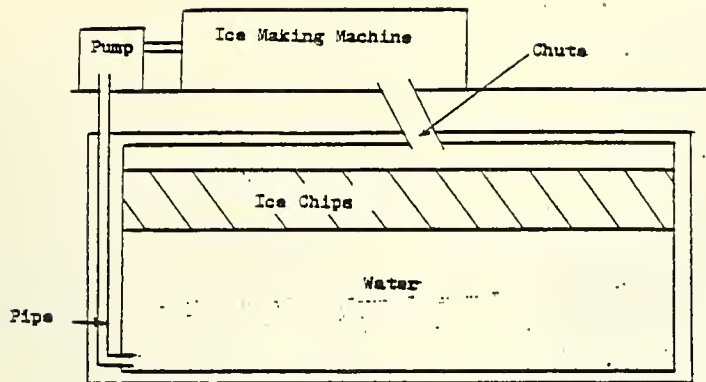 Pump
Ice Making Machine
Chute
Ice Chips
Water
Pipe